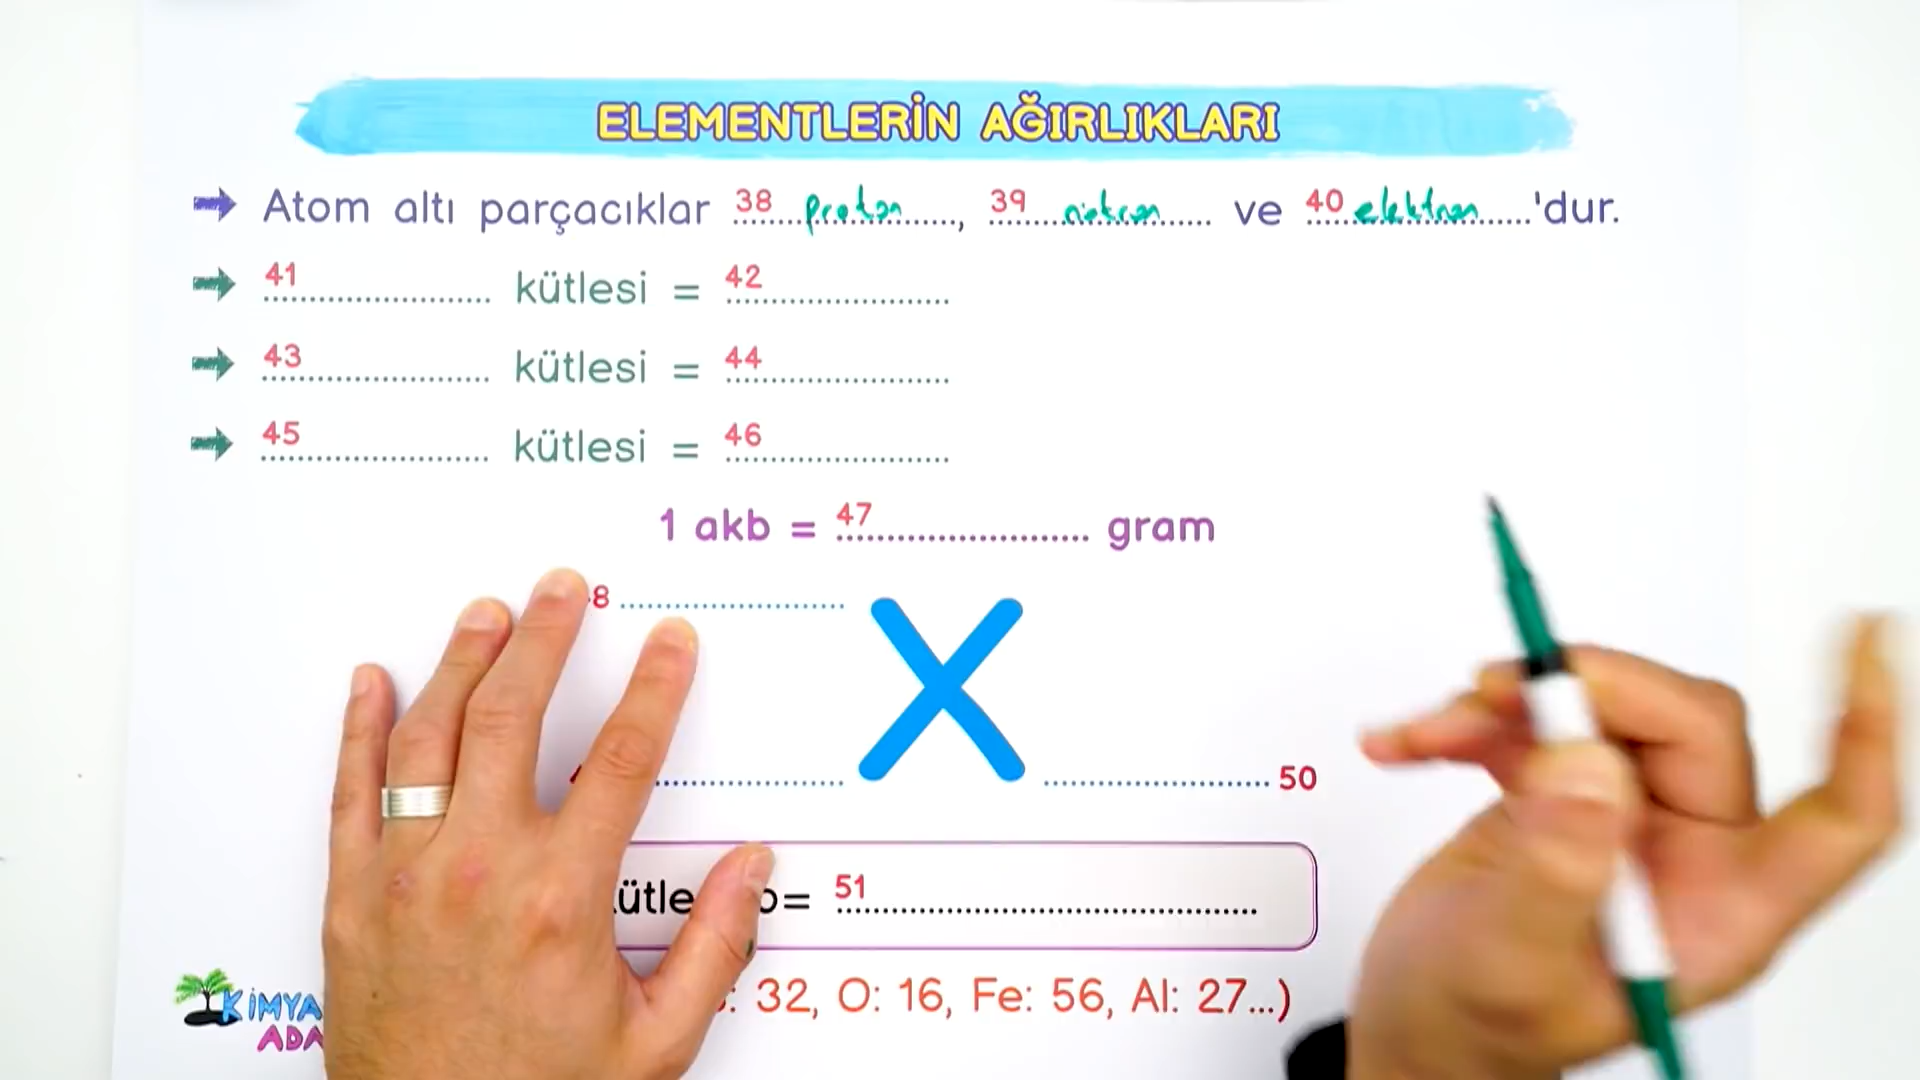 ELEMENTLERİN AĞIRLIKLARI
➡ Atom altı parçacıklar 38 proton, 39 nötron ve 40 elektron'dur.
➡ 41 kütlesi = 42
➡ 43 kütlesi = 44
➡ 45 kütlesi = 46
1 akb = 47 gram
8
X
50
ütle = 51
: 32, O: 16, Fe: 56, Al: 27...)
KİMYA
ADA